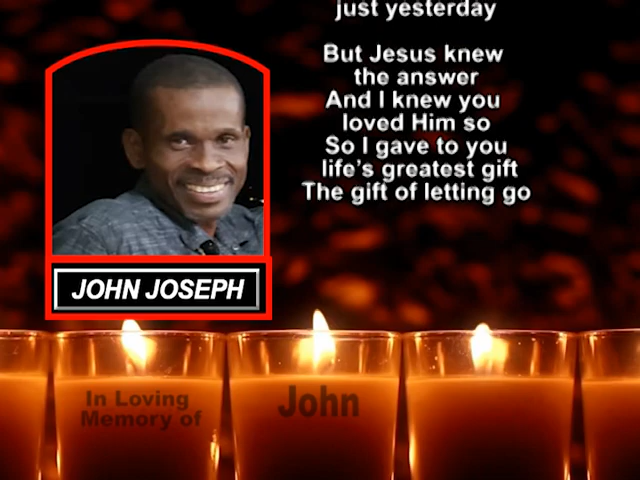 just yesterday
But Jesus knew
the answer
And I knew you
loved Him so
So I gave to you
life's greatest gift
The gift of letting go
JOHN JOSEPH
In Loving
Memory of
John